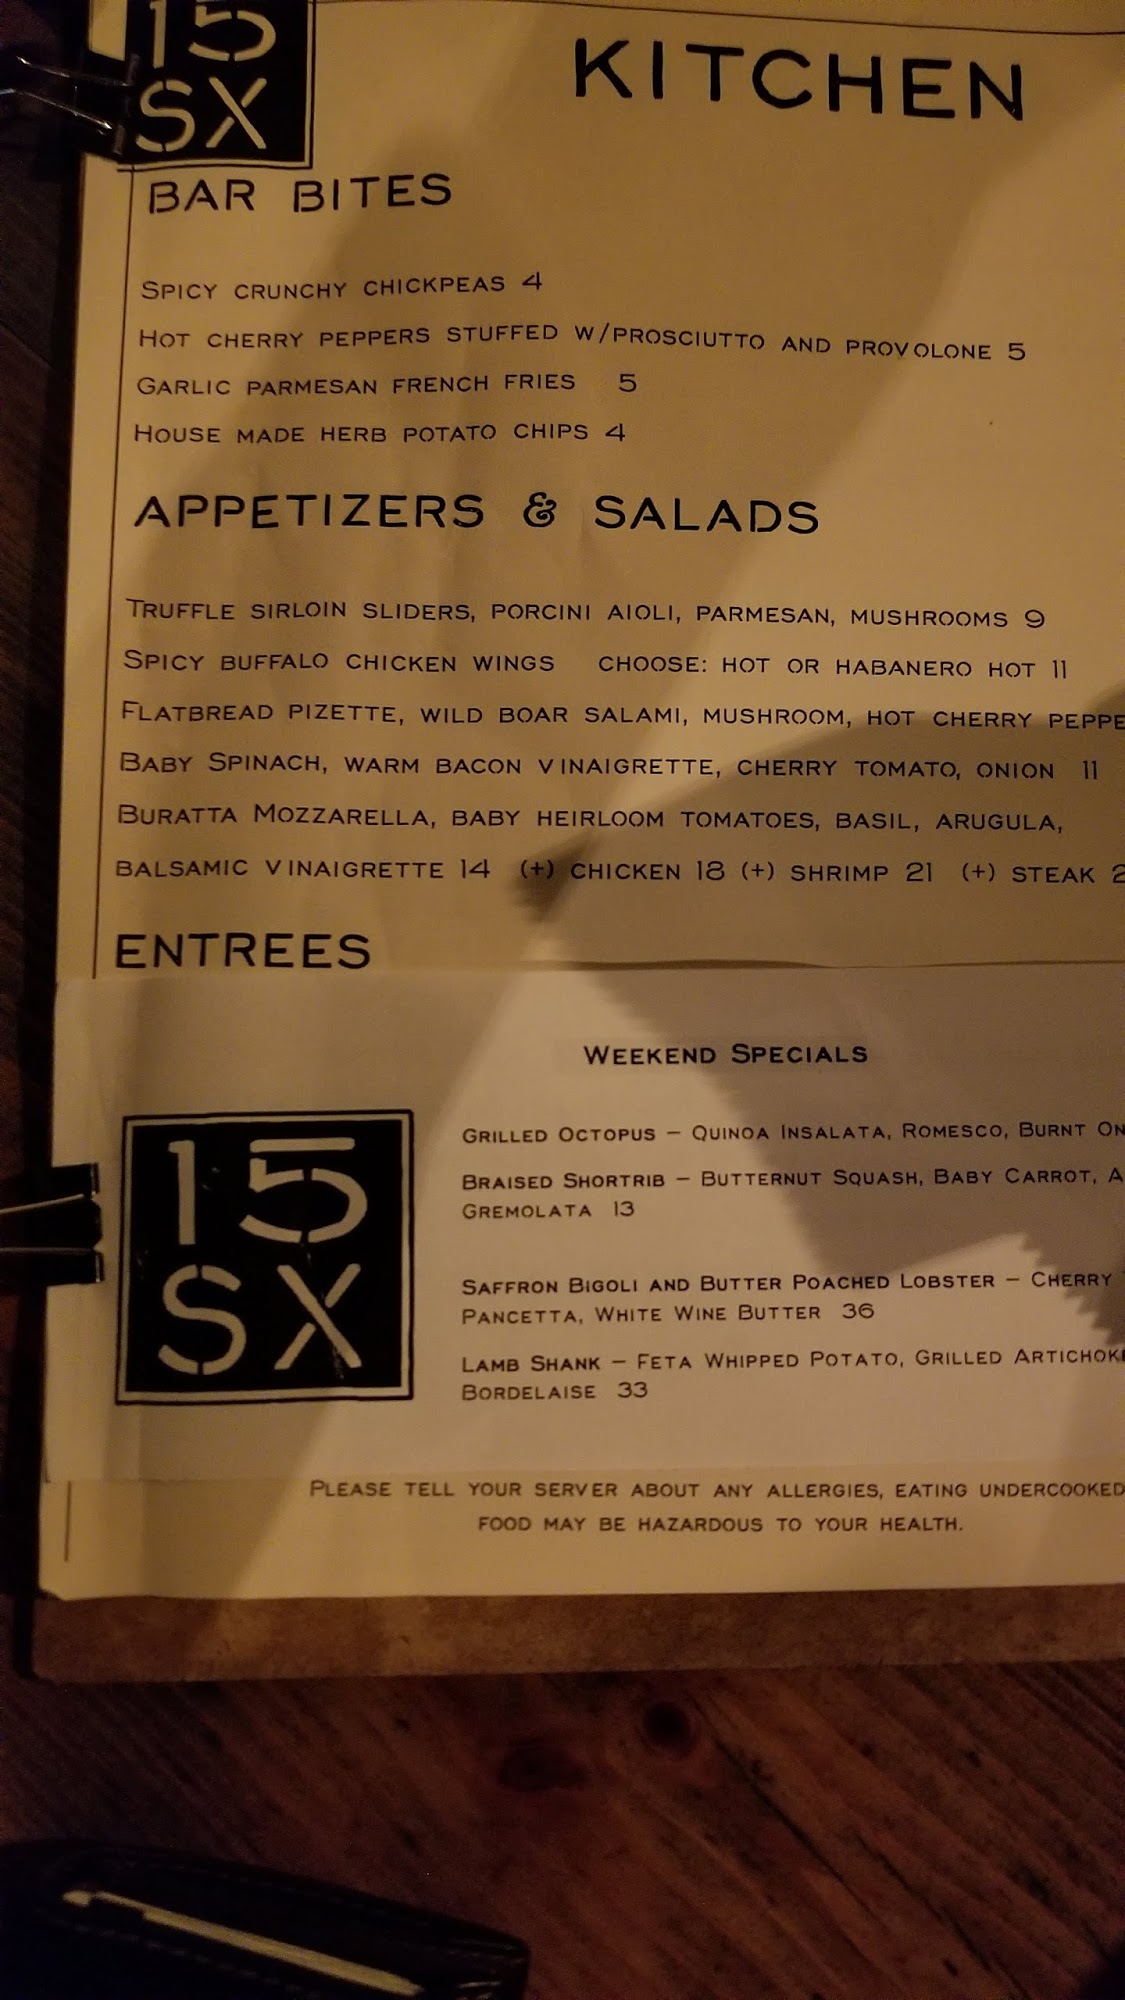 15
SX
KITCHEN
BAR BITES
SPICY CRUNCHY CHICKPEAS 4
HOT CHERRY PEPPERS STUFFED W/PROSCIUTTO AND PROVOLONE 5
GARLIC PARMESAN FRENCH FRIES 5
HOUSE MADE HERB POTATO CHIPS 4
APPETIZERS & SALADS
TRUFFLE SIRLOIN SLIDERS, PORCINI AIOLI, PARMESAN, MUSHROOMS 9
SPICY BUFFALO CHICKEN WINGS CHOOSE: HOT OR HABANERO HOT 11
FLATBREAD PIZETTE, WILD BOAR SALAMI, MUSHROOM, HOT CHERRY PEPPE
BABY SPINACH, WARM BACON VINAIGRETTE, CHERRY TOMATO, ONION 11
BURATTA MOZZARELLA, BABY HEIRLOOM TOMATOES, BASIL, ARUGULA,
BALSAMIC VINAIGRETTE 14 (+) CHICKEN 18 (+) SHRIMP 21 (+) STEAK 2
ENTREES
WEEKEND SPECIALS
15
SX
GRILLED OCTOPUS – QUINOA INSALATA, ROMESCO, BURNT ON
BRAISED SHORTRIB – BUTTERNUT SQUASH, BABY CARROT, A
GREMOLATA 13
SAFFRON BIGOLI AND BUTTER POACHED LOBSTER – CHERRY
PANCETTA, WHITE WINE BUTTER 36
LAMB SHANK – FETA WHIPPED POTATO, GRILLED ARTICHOK
BORDELAISE 33
PLEASE TELL YOUR SERVER ABOUT ANY ALLERGIES, EATING UNDERCOOKED
FOOD MAY BE HAZARDOUS TO YOUR HEALTH.